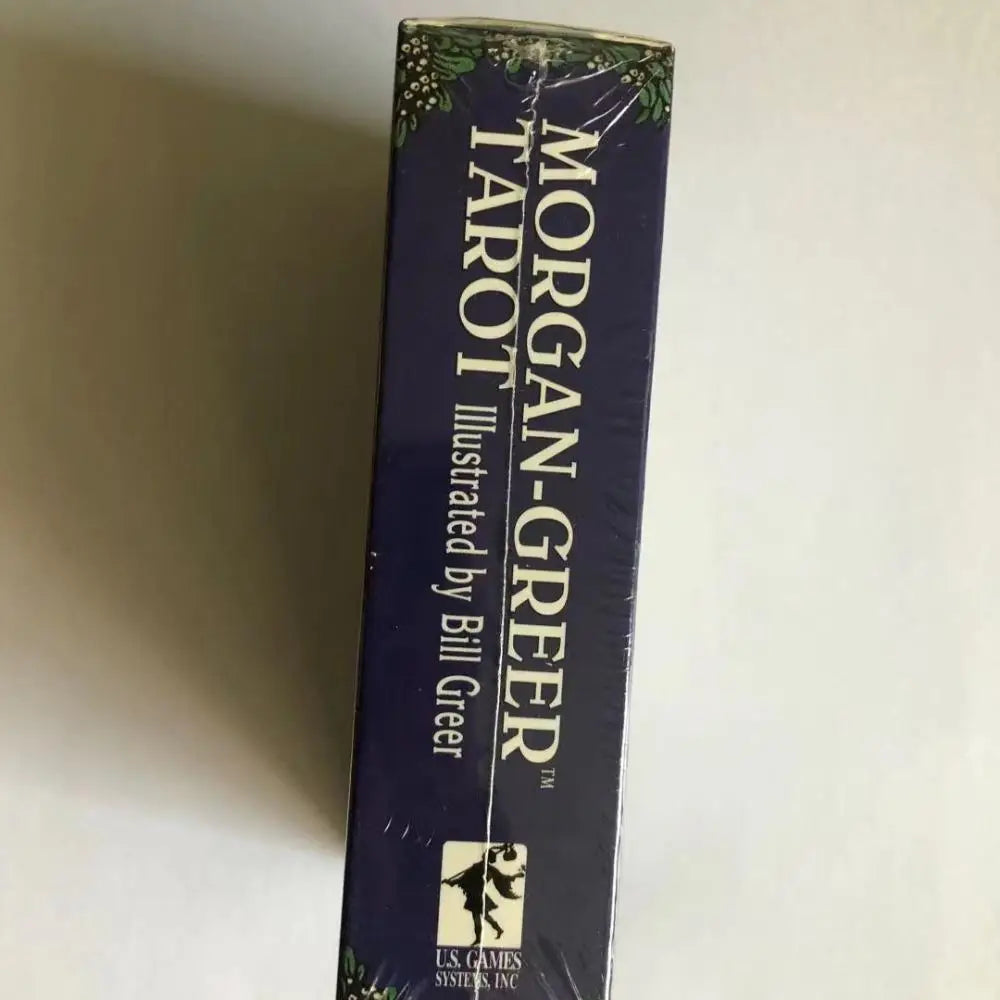 MORGAN-GREER™
TAROT Illustrated by Bill Greer
U.S. GAMES
SYSTEMS, INC